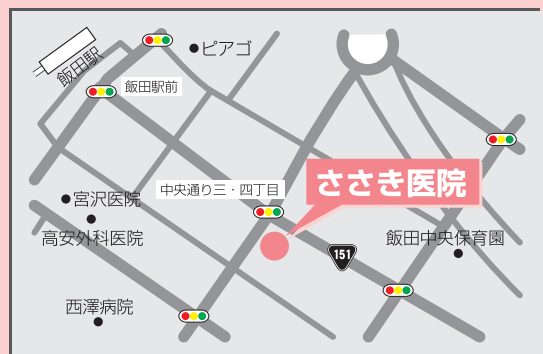 飯田駅
ピアゴ
飯田駅前
中央通り三・四丁目
ささき医院
宮沢医院
高安外科医院
飯田中央保育園
151
西澤病院